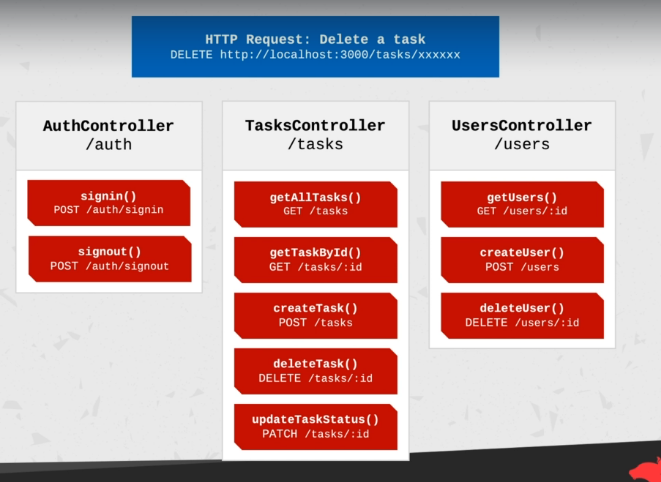 HTTP Request: Delete a task
DELETE http://localhost:3000/tasks/xxxxxx
AuthController
/auth
signin()
POST /auth/signin
signout()
POST /auth/signout
TasksController
/tasks
getAllTasks()
GET /tasks
getTaskById()
GET /tasks/:id
createTask()
POST /tasks
deleteTask()
DELETE /tasks/:id
updateTaskStatus()
PATCH /tasks/:id
UsersController
/users
getUsers()
GET /users/:id
createUser()
POST /users
deleteUser()
DELETE /users/:id